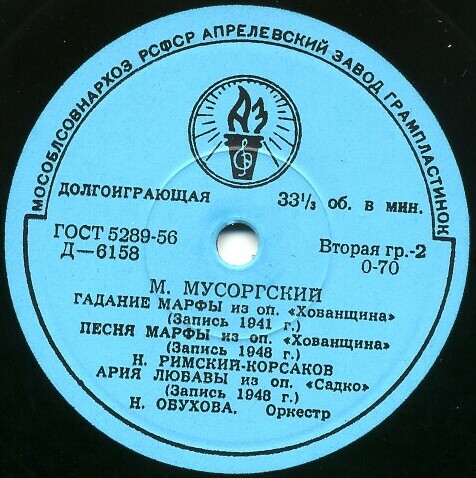 МОСОБЛСОВНАРХОЗ РСФСР АПРЕЛЕВСКИЙ ЗАВОД ГРАМПЛАСТИНОК
АЗ
ДОЛГОИГРАЮЩАЯ 33⅓ об. в мин.
ГОСТ 5289-56 Вторая гр.-2
Д—6158 0-70
М. МУСОРГСКИЙ
ГАДАНИЕ МАРФЫ из оп. «Хованщина»
(Запись 1941 г.)
ПЕСНЯ МАРФЫ из оп. «Хованщина»
(Запись 1948 г.)
Н. РИМСКИЙ-КОРСАКОВ
АРИЯ ЛЮБАВЫ из оп. «Садко»
(Запись 1948 г.)
Н. ОБУХОВА. Оркестр